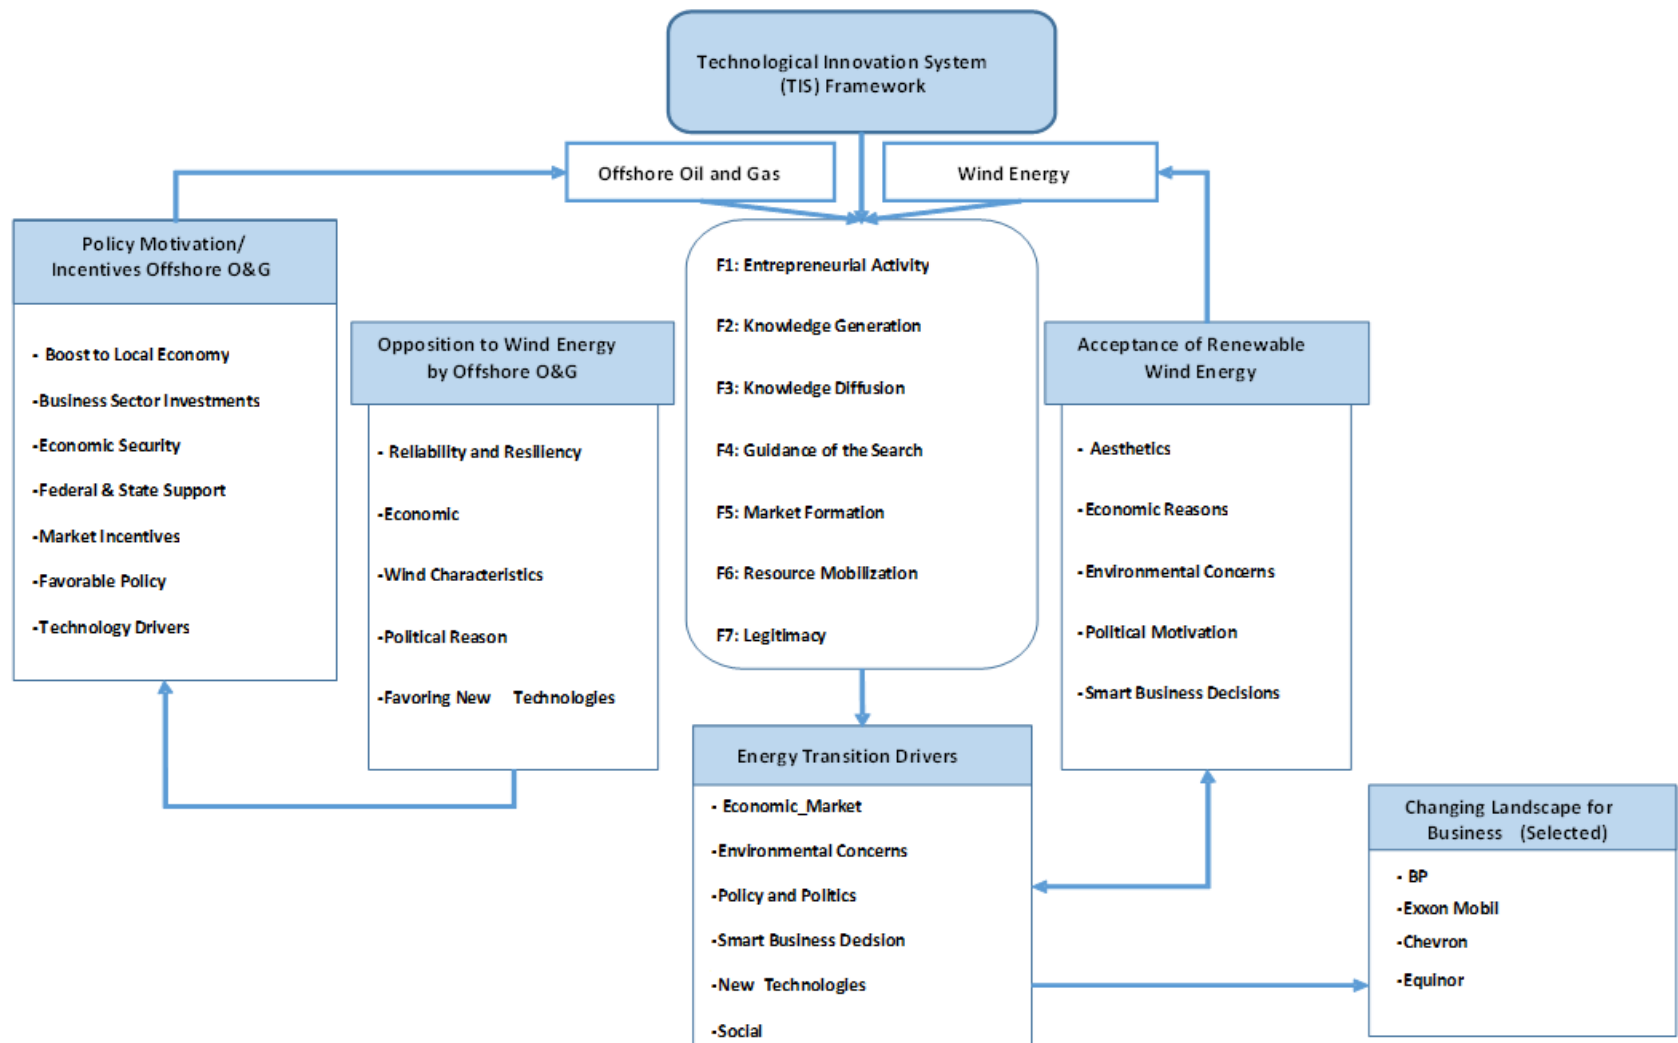 Technological Innovation System
(TIS) Framework
Offshore Oil and Gas
Wind Energy
Policy Motivation/
Incentives Offshore O&G
- Boost to Local Economy
-Business Sector Investments
-Economic Security
-Federal & State Support
-Market Incentives
-Favorable Policy
-Technology Drivers
Opposition to Wind Energy
by Offshore O&G
- Reliability and Resiliency
-Economic
-Wind Characteristics
-Political Reason
-Favoring New Technologies
F1: Entrepreneurial Activity
F2: Knowledge Generation
F3: Knowledge Diffusion
F4: Guidance of the Search
F5: Market Formation
F6: Resource Mobilization
F7: Legitimacy
Acceptance of Renewable
Wind Energy
- Aesthetics
-Economic Reasons
-Environmental Concerns
-Political Motivation
-Smart Business Decisions
Energy Transition Drivers
- Economic_Market
-Environmental Concerns
-Policy and Politics
-Smart Business Decision
-New Technologies
-Social
Changing Landscape for
Business (Selected)
- BP
-Exxon Mobil
-Chevron
-Equinor